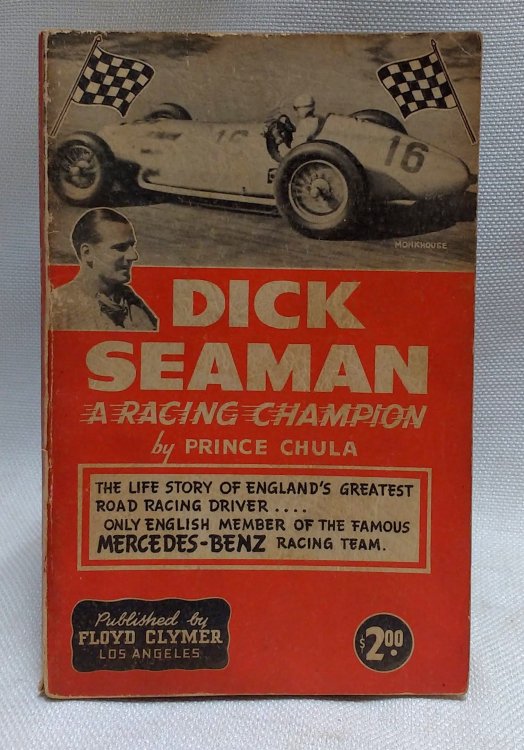 16
16
MONKHOUSE
DICK
SEAMAN
A RACING CHAMPION
by PRINCE CHULA
THE LIFE STORY OF ENGLAND'S GREATEST
ROAD RACING DRIVER ....
ONLY ENGLISH MEMBER OF THE FAMOUS
MERCEDES-BENZ RACING TEAM.
Published by
FLOYD CLYMER
LOS ANGELES
$2.00